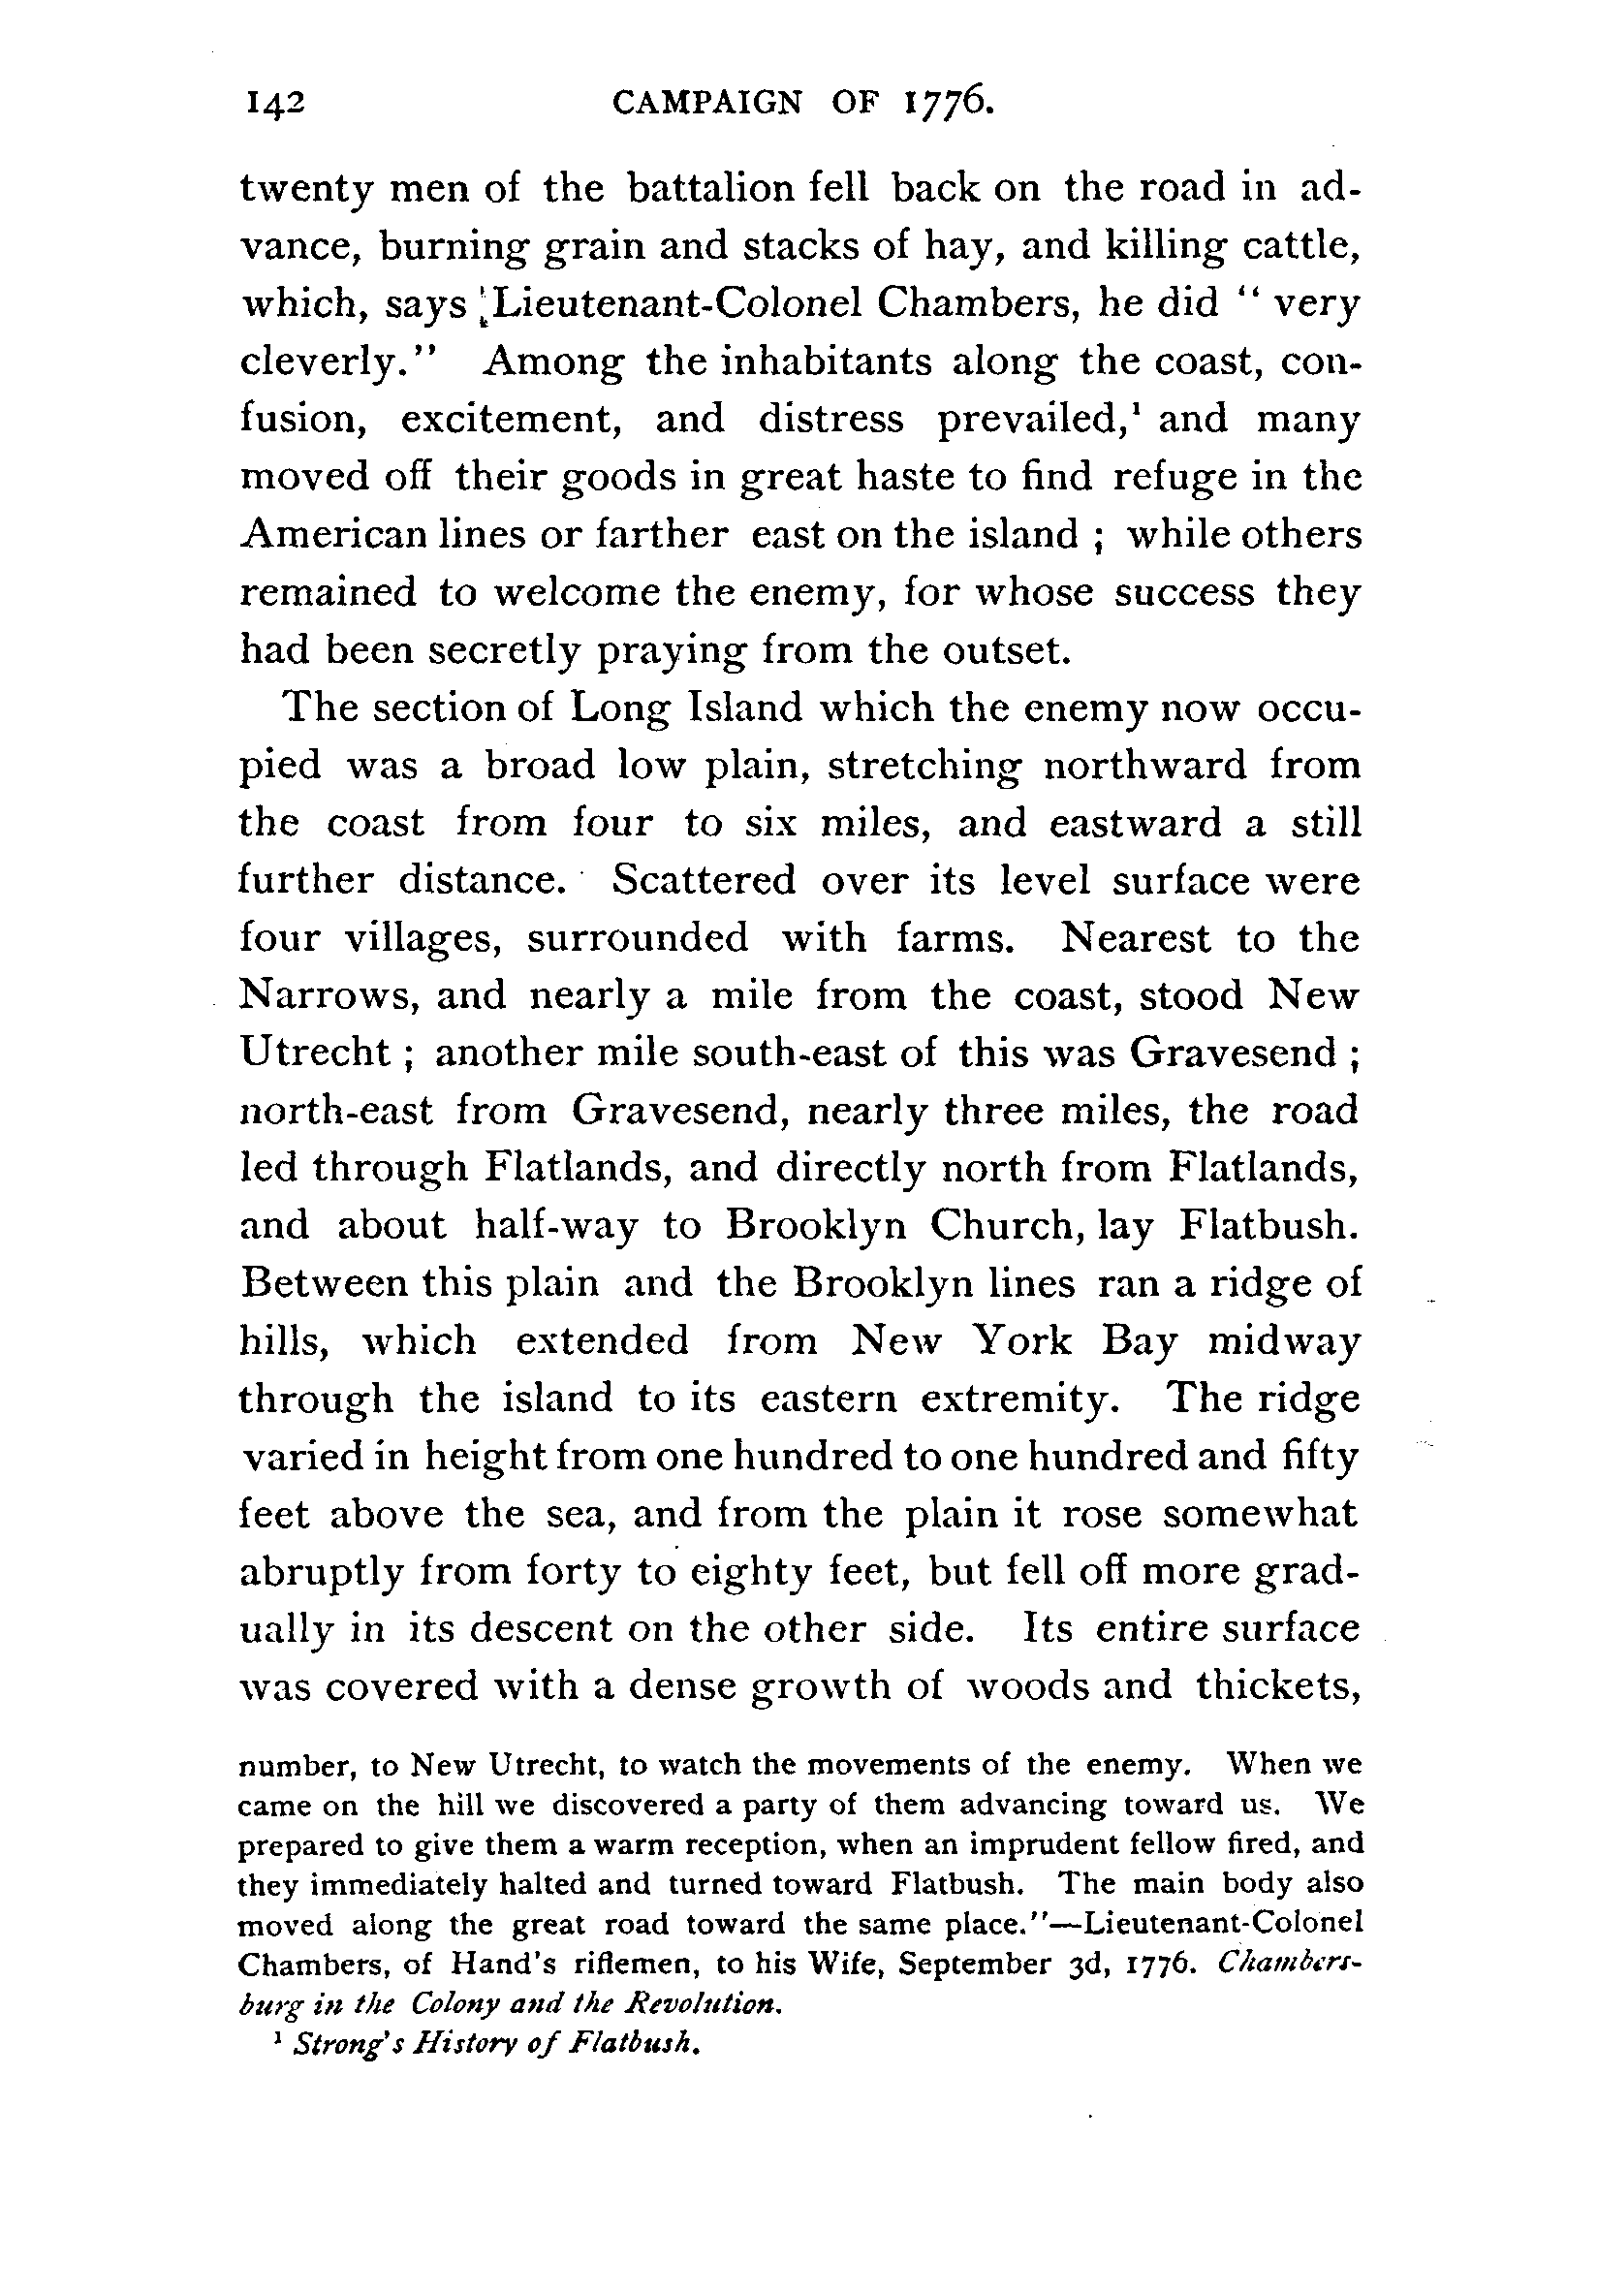 142 CAMPAIGN OF 1776.
twenty men of the battalion fell back on the road in ad-
vance, burning grain and stacks of hay, and killing cattle,
which, says Lieutenant-Colonel Chambers, he did " very
cleverly." Among the inhabitants along the coast, con-
fusion, excitement, and distress prevailed,¹ and many
moved off their goods in great haste to find refuge in the
American lines or farther east on the island ; while others
remained to welcome the enemy, for whose success they
had been secretly praying from the outset.
The section of Long Island which the enemy now occu-
pied was a broad low plain, stretching northward from
the coast from four to six miles, and eastward a still
further distance. Scattered over its level surface were
four villages, surrounded with farms. Nearest to the
Narrows, and nearly a mile from the coast, stood New
Utrecht ; another mile south-east of this was Gravesend ;
north-east from Gravesend, nearly three miles, the road
led through Flatlands, and directly north from Flatlands,
and about half-way to Brooklyn Church, lay Flatbush.
Between this plain and the Brooklyn lines ran a ridge of
hills, which extended from New York Bay midway
through the island to its eastern extremity. The ridge
varied in height from one hundred to one hundred and fifty
feet above the sea, and from the plain it rose somewhat
abruptly from forty to eighty feet, but fell off more grad-
ually in its descent on the other side. Its entire surface
was covered with a dense growth of woods and thickets,
number, to New Utrecht, to watch the movements of the enemy. When we
came on the hill we discovered a party of them advancing toward us. We
prepared to give them a warm reception, when an imprudent fellow fired, and
they immediately halted and turned toward Flatbush. The main body also
moved along the great road toward the same place."—Lieutenant-Colonel
Chambers, of Hand's riflemen, to his Wife, September 3d, 1776. Chambers-
burg in the Colony and the Revolution.
¹ Strong's History of Flatbush.